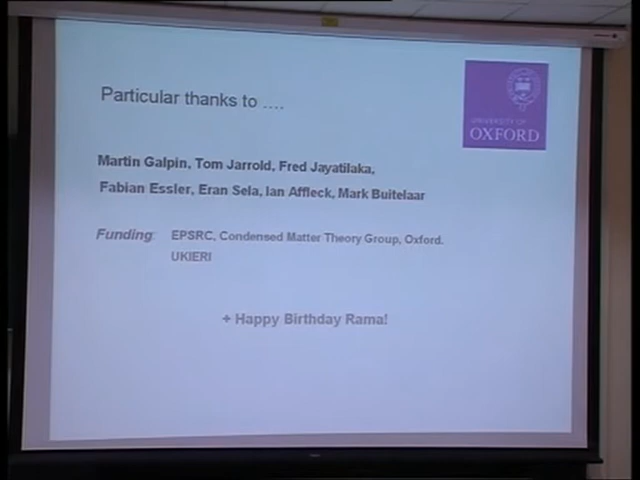 Particular thanks to ....
UNIVERSITY OF
OXFORD
Martin Galpin, Tom Jarrold, Fred Jayatilaka,
Fabian Essler, Eran Sela, Ian Affleck, Mark Buitelaar
Funding: EPSRC, Condensed Matter Theory Group, Oxford.
UKIERI
+ Happy Birthday Rama!